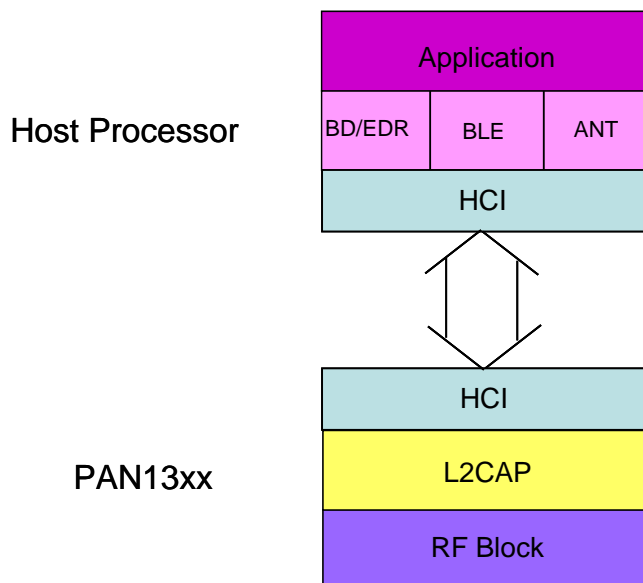 Application
Host Processor
BD/EDR BLE ANT
HCI
HCI
PAN13xx
L2CAP
RF Block